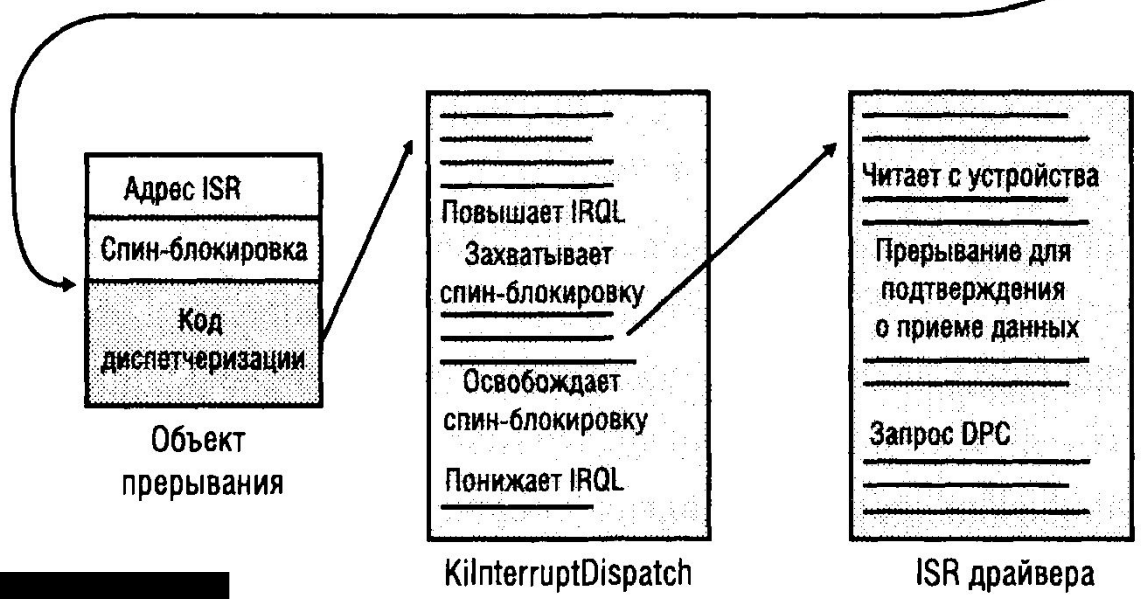 Адрес ISR
Спин-блокировка
Код
диспетчеризации
Объект
прерывания
Повышает IRQL
Захватывает
спин-блокировку
Освобождает
спин-блокировку
Понижает IRQL
KiInterruptDispatch
Читает с устройства
Прерывание для
подтверждения
о приеме данных
Запрос DPC
ISR драйвера